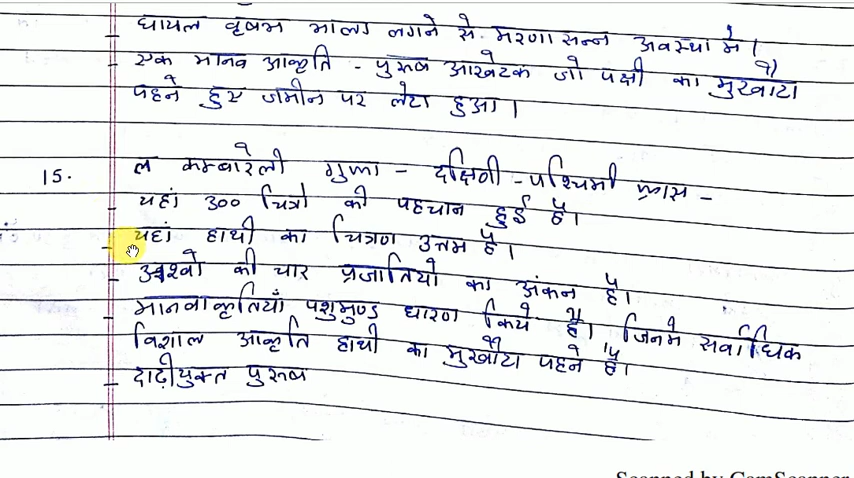 घायल वृषभ भाला लगने से मरणासन्न अवस्था में।
एक मानव आकृति - पुरुष आखेटक जो पक्षी का मुखौटा
पहने हुए जमीन पर लेटा हुआ।
15. ल कम्बारेली गुफा - दक्षिणी - पश्चिमी फ्रांस -
यहां 300 चित्रो की पहचान हुई है।
यहां हाथी का चित्रण उत्तम है।
अश्वो की चार प्रजातियो का अंकन है।
मानवाकृतियाँ पशुमुण्ड धारण किये है। जिनमे सर्वाधिक
विशाल आकृति हाथी का मुखौटा पहने है।
दाढ़ीयुक्त पुरुष
Scanned by CamScanner